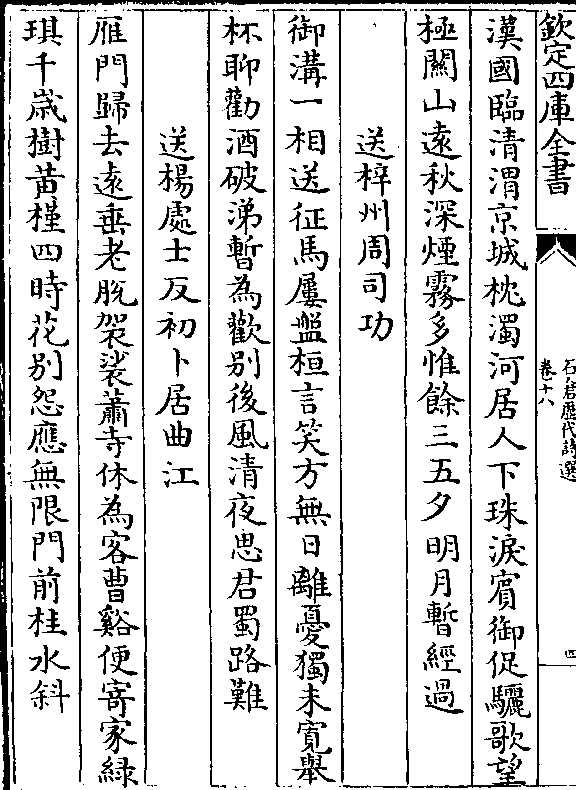 欽定四庫全書
石倉歷代詩選
卷十八
四
漢國臨清渭京城枕濁河居人下珠淚賓御促驪歌望
極關山遠秋深煙霧多惟餘三五夕明月暫經過
送梓州周司功
御溝一相送征馬屢盤桓言笑方無日離憂獨未寛舉
杯聊勸酒破涕暫為歡别後風清夜思君蜀路難
送楊處士反初卜居曲江
雁門歸去遠垂老脫袈裟蕭寺休為客曹谿便寄家緑
琪千嵗樹黄槿四時花别怨應無限門前桂水斜